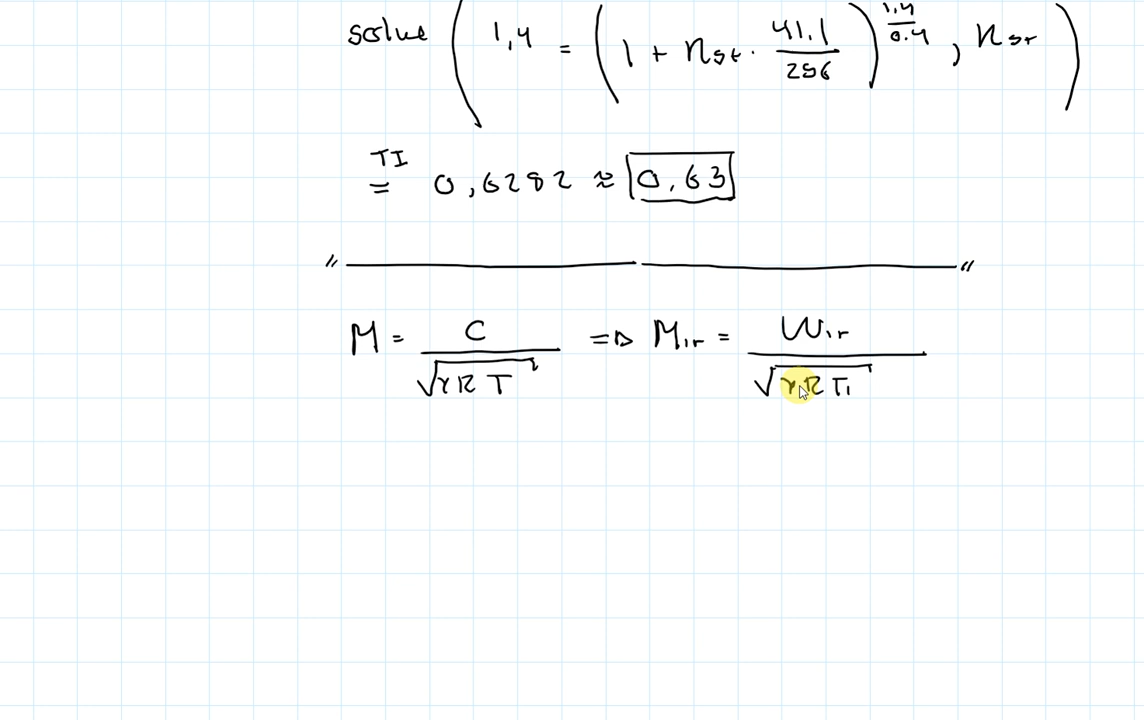 solve ( 1,4 = ( 1 + ηst · 41.1/256 )^(1,4/0.4) , ηst )
TI
= 0,6282 ≈ 0,63
" ——— "
M = C/√(γRT) => M1r = W1r/√(γRT1)